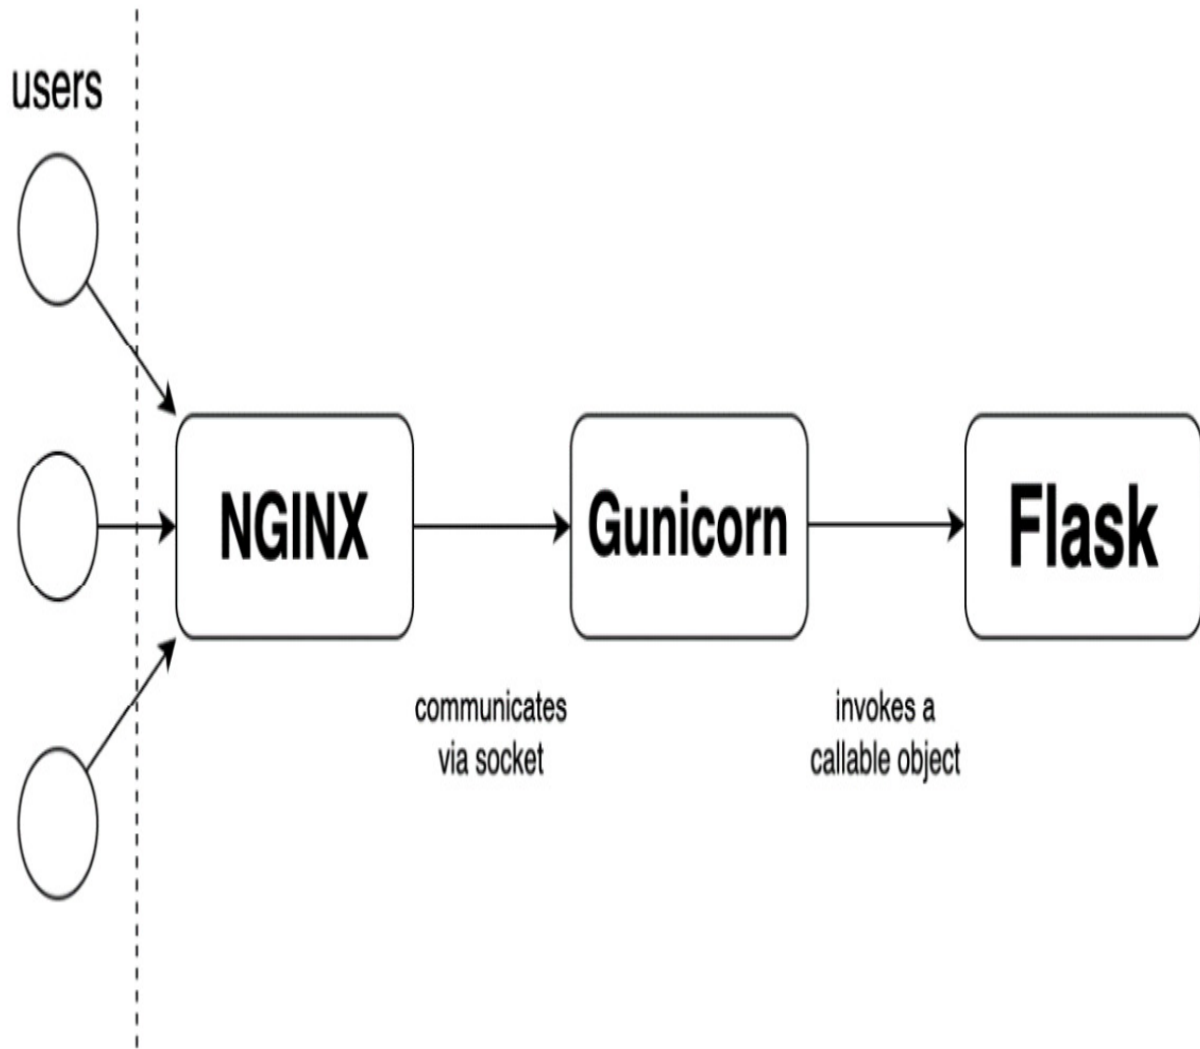 users
NGINX
Gunicorn
Flask
communicates
via socket
invokes a
callable object